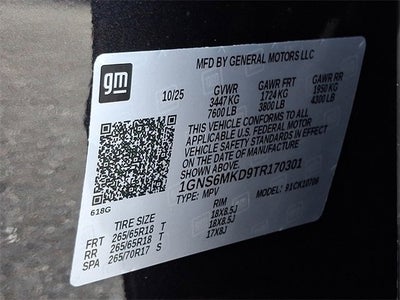 gm
MFD BY GENERAL MOTORS LLC
10/25 GVWR GAWR FRT GAWR RR
3447 KG 1724 KG 1950 KG
7600 LB 3800 LB 4300 LB
THIS VEHICLE CONFORMS TO ALL
APPLICABLE FEDERAL MOTOR
VEHICLE SAFETY STANDARDS IN EFFECT
ON THE DATE OF MANUFACTURE
SHOWN ABOVE.
1GNS6MKD9TR170301
TYPE: MPV MODEL: 91CK10706
618G
TIRE SIZE RIM
FRT 265/65R18 T 18X8.5J
RR 265/65R18 T 18X8.5J
SPA 265/70R17 S 17X8J